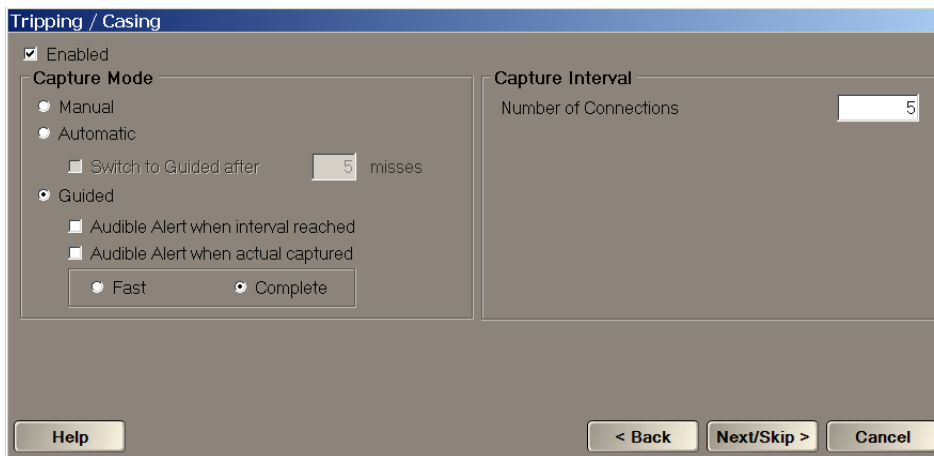 Tripping / Casing
Enabled
Capture Mode
Manual
Automatic
Switch to Guided after 5 misses
Guided
Audible Alert when interval reached
Audible Alert when actual captured
Fast Complete
Capture Interval
Number of Connections 5
Help < Back Next/Skip > Cancel